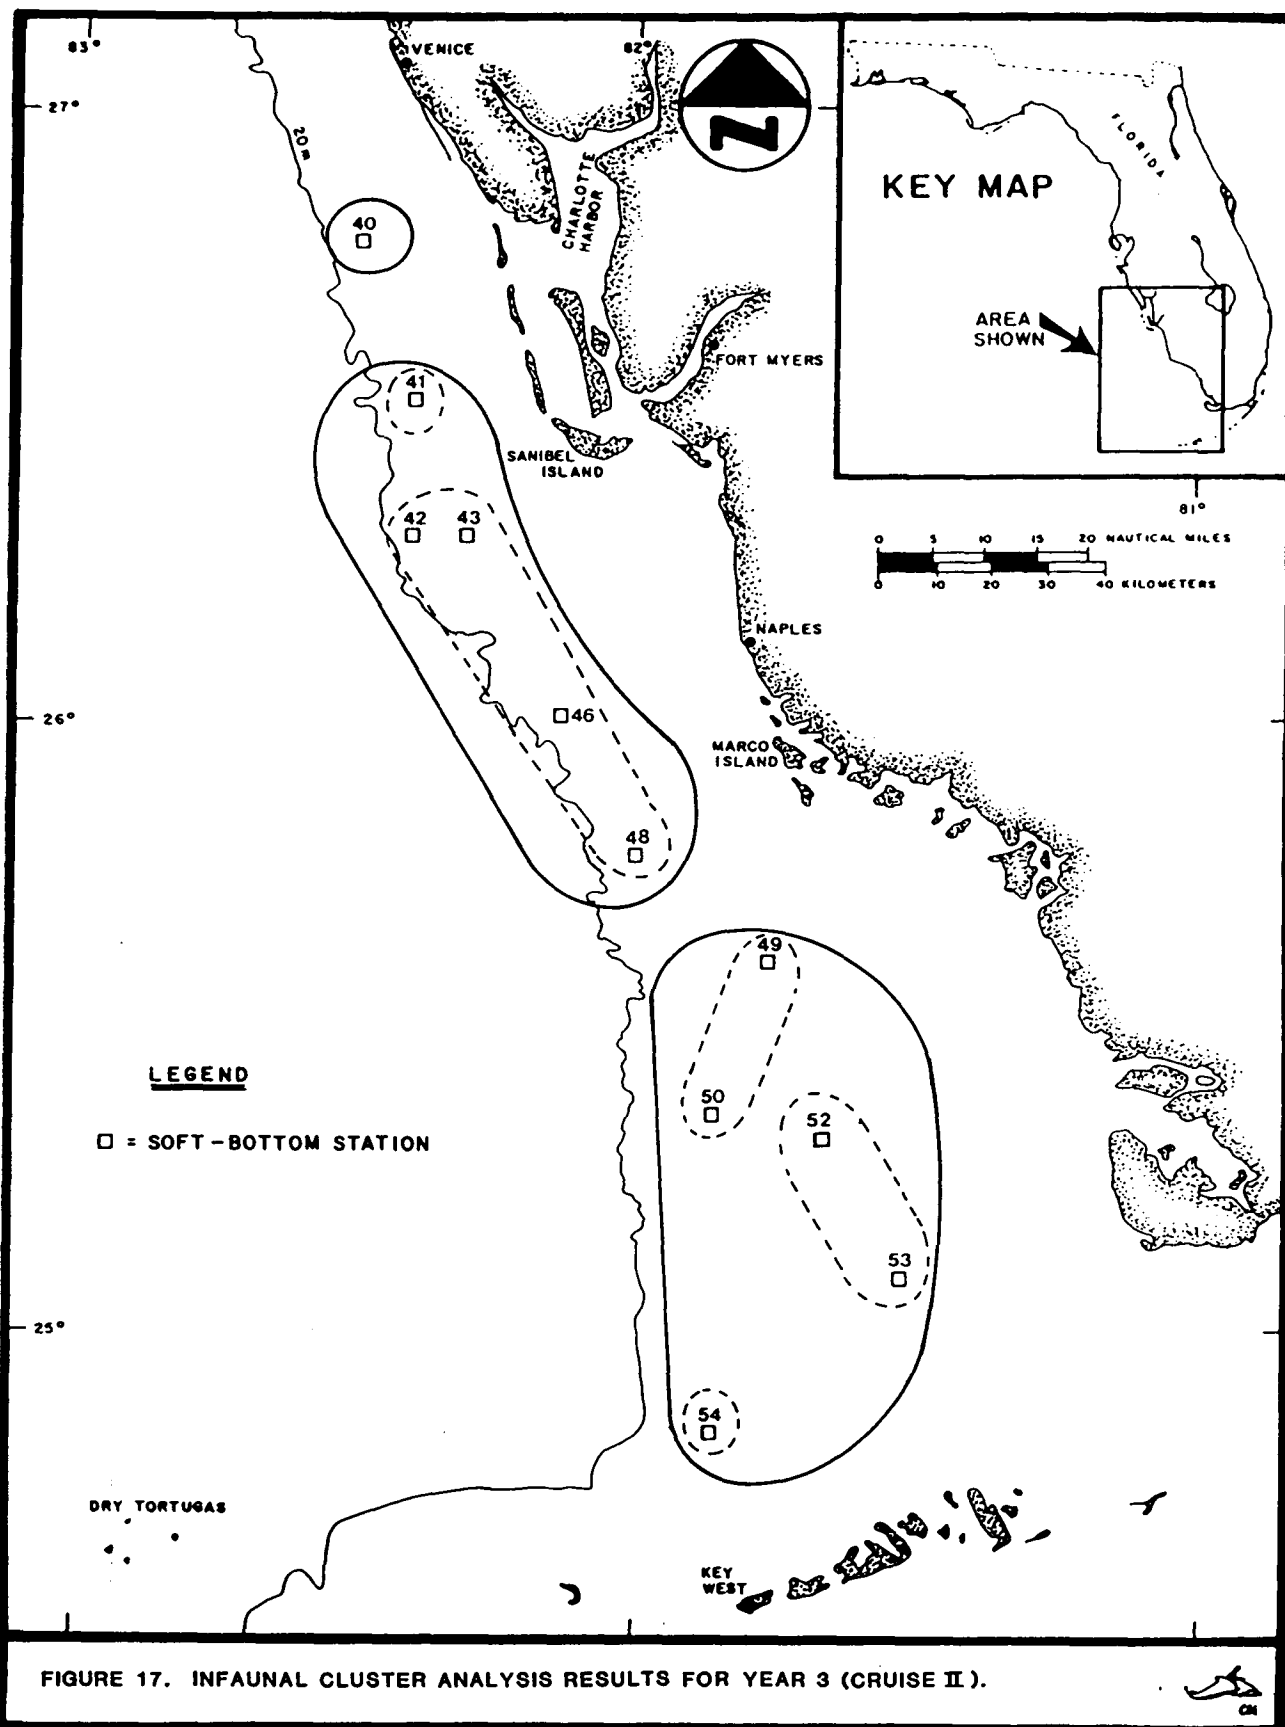 83°
VENICE
82°
27°
20 m
FLORIDA
KEY MAP
CHARLOTTE
HARBOR
40
AREA
SHOWN
FORT MYERS
41
SANIBEL
ISLAND
81°
42
43
0 5 10 15 20 NAUTICAL MILES
0 10 20 30 40 KILOMETERS
NAPLES
26°
46
MARCO
ISLAND
48
49
LEGEND
50
52
□ = SOFT-BOTTOM STATION
53
25°
54
DRY TORTUGAS
KEY
WEST
FIGURE 17. INFAUNAL CLUSTER ANALYSIS RESULTS FOR YEAR 3 (CRUISE II).